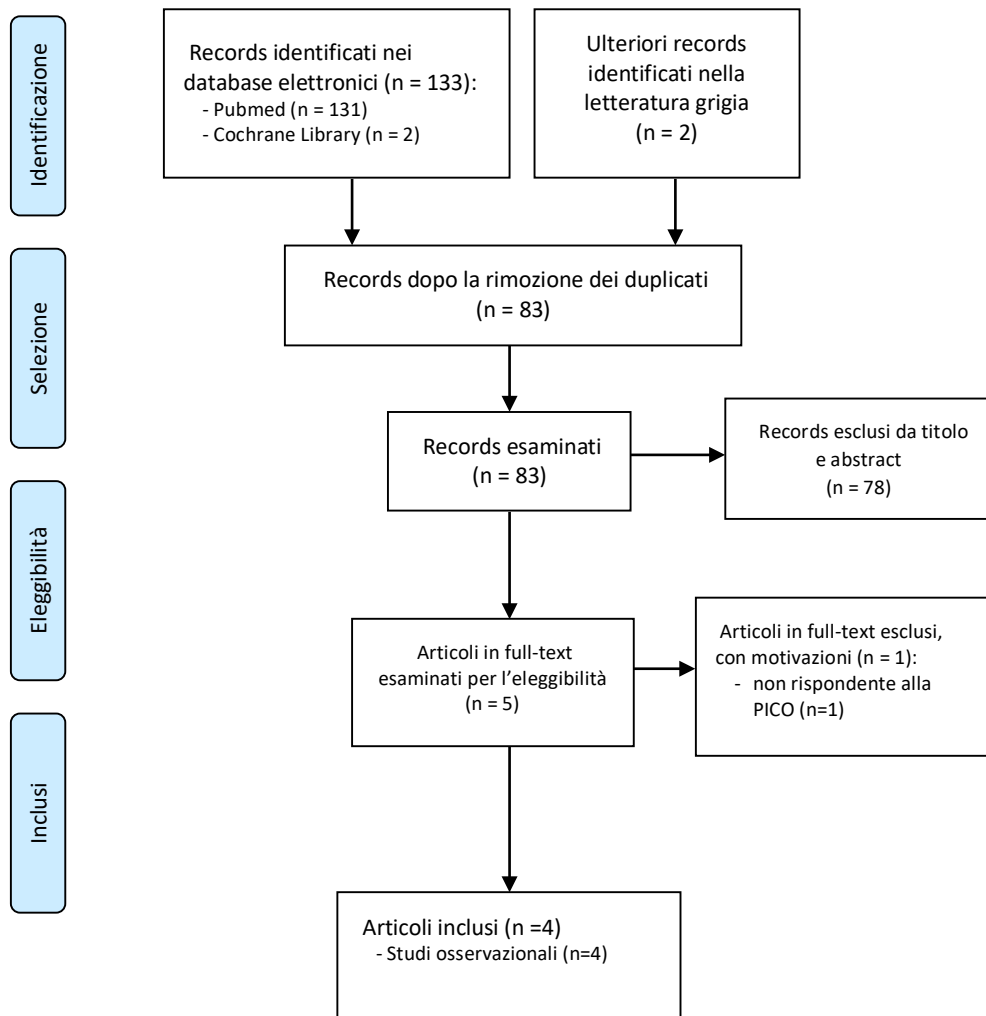 Identificazione
Records identificati nei
database elettronici (n = 133):
- Pubmed (n = 131)
- Cochrane Library (n = 2)
Ulteriori records
identificati nella
letteratura grigia
(n = 2)
Selezione
Records dopo la rimozione dei duplicati
(n = 83)
Records esaminati
(n = 83)
Records esclusi da titolo
e abstract
(n = 78)
Eleggibilità
Articoli in full-text
esaminati per l'eleggibilità
(n = 5)
Articoli in full-text esclusi,
con motivazioni (n = 1):
- non rispondente alla
PICO (n=1)
Inclusi
Articoli inclusi (n =4)
- Studi osservazionali (n=4)